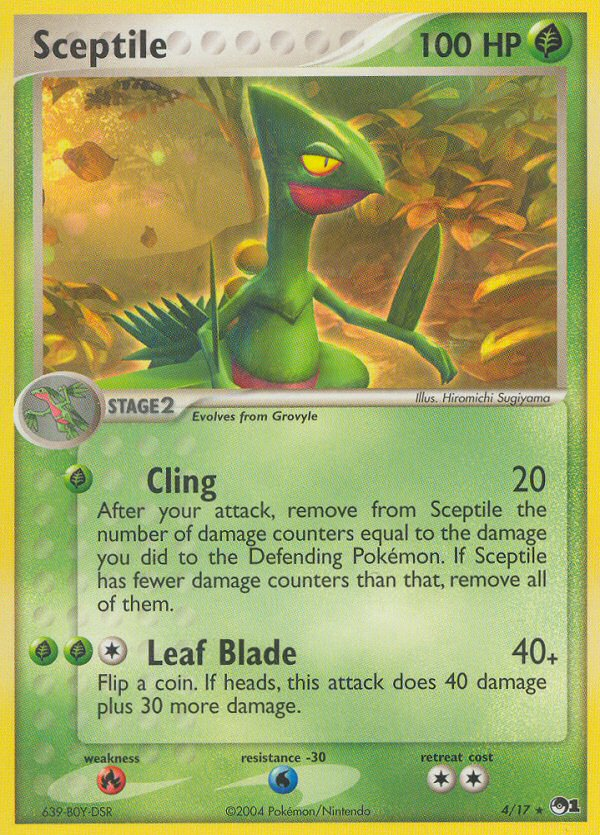 Sceptile 100 HP
Illus. Hiromichi Sugiyama
STAGE2
Evolves from Grovyle
Cling 20
After your attack, remove from Sceptile the
number of damage counters equal to the damage
you did to the Defending Pokémon. If Sceptile
has fewer damage counters than that, remove all
of them.
Leaf Blade 40+
Flip a coin. If heads, this attack does 40 damage
plus 30 more damage.
weakness resistance -30 retreat cost
639-B0Y-DSR ©2004 Pokémon/Nintendo 4/17 ★ 1